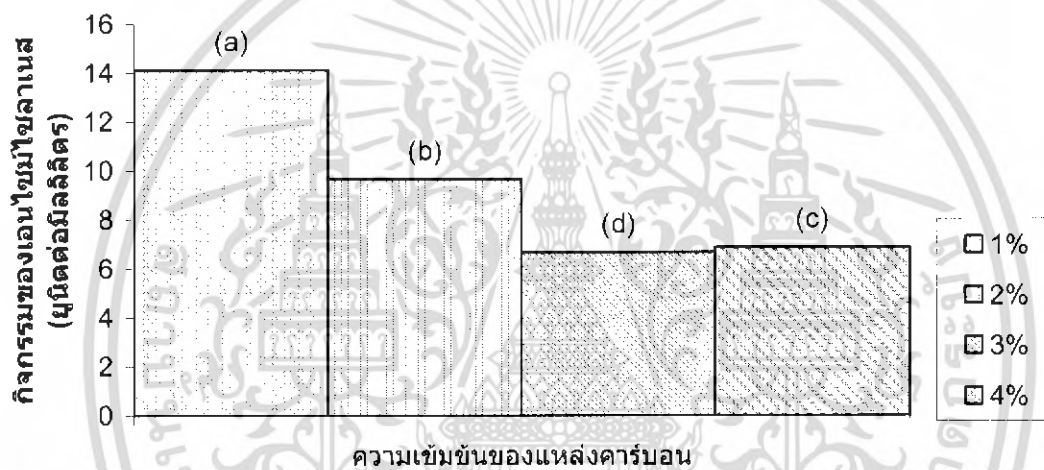 กิจกรรมของเอนไซม์ไซลาเนส
(ยูนิตต่อมิลลิลิตร)
16
14
12
10
8
6
4
2
0
(a)
(b)
(d)
(c)
1%
2%
3%
4%
ความเข้มข้นของแหล่งคาร์บอน